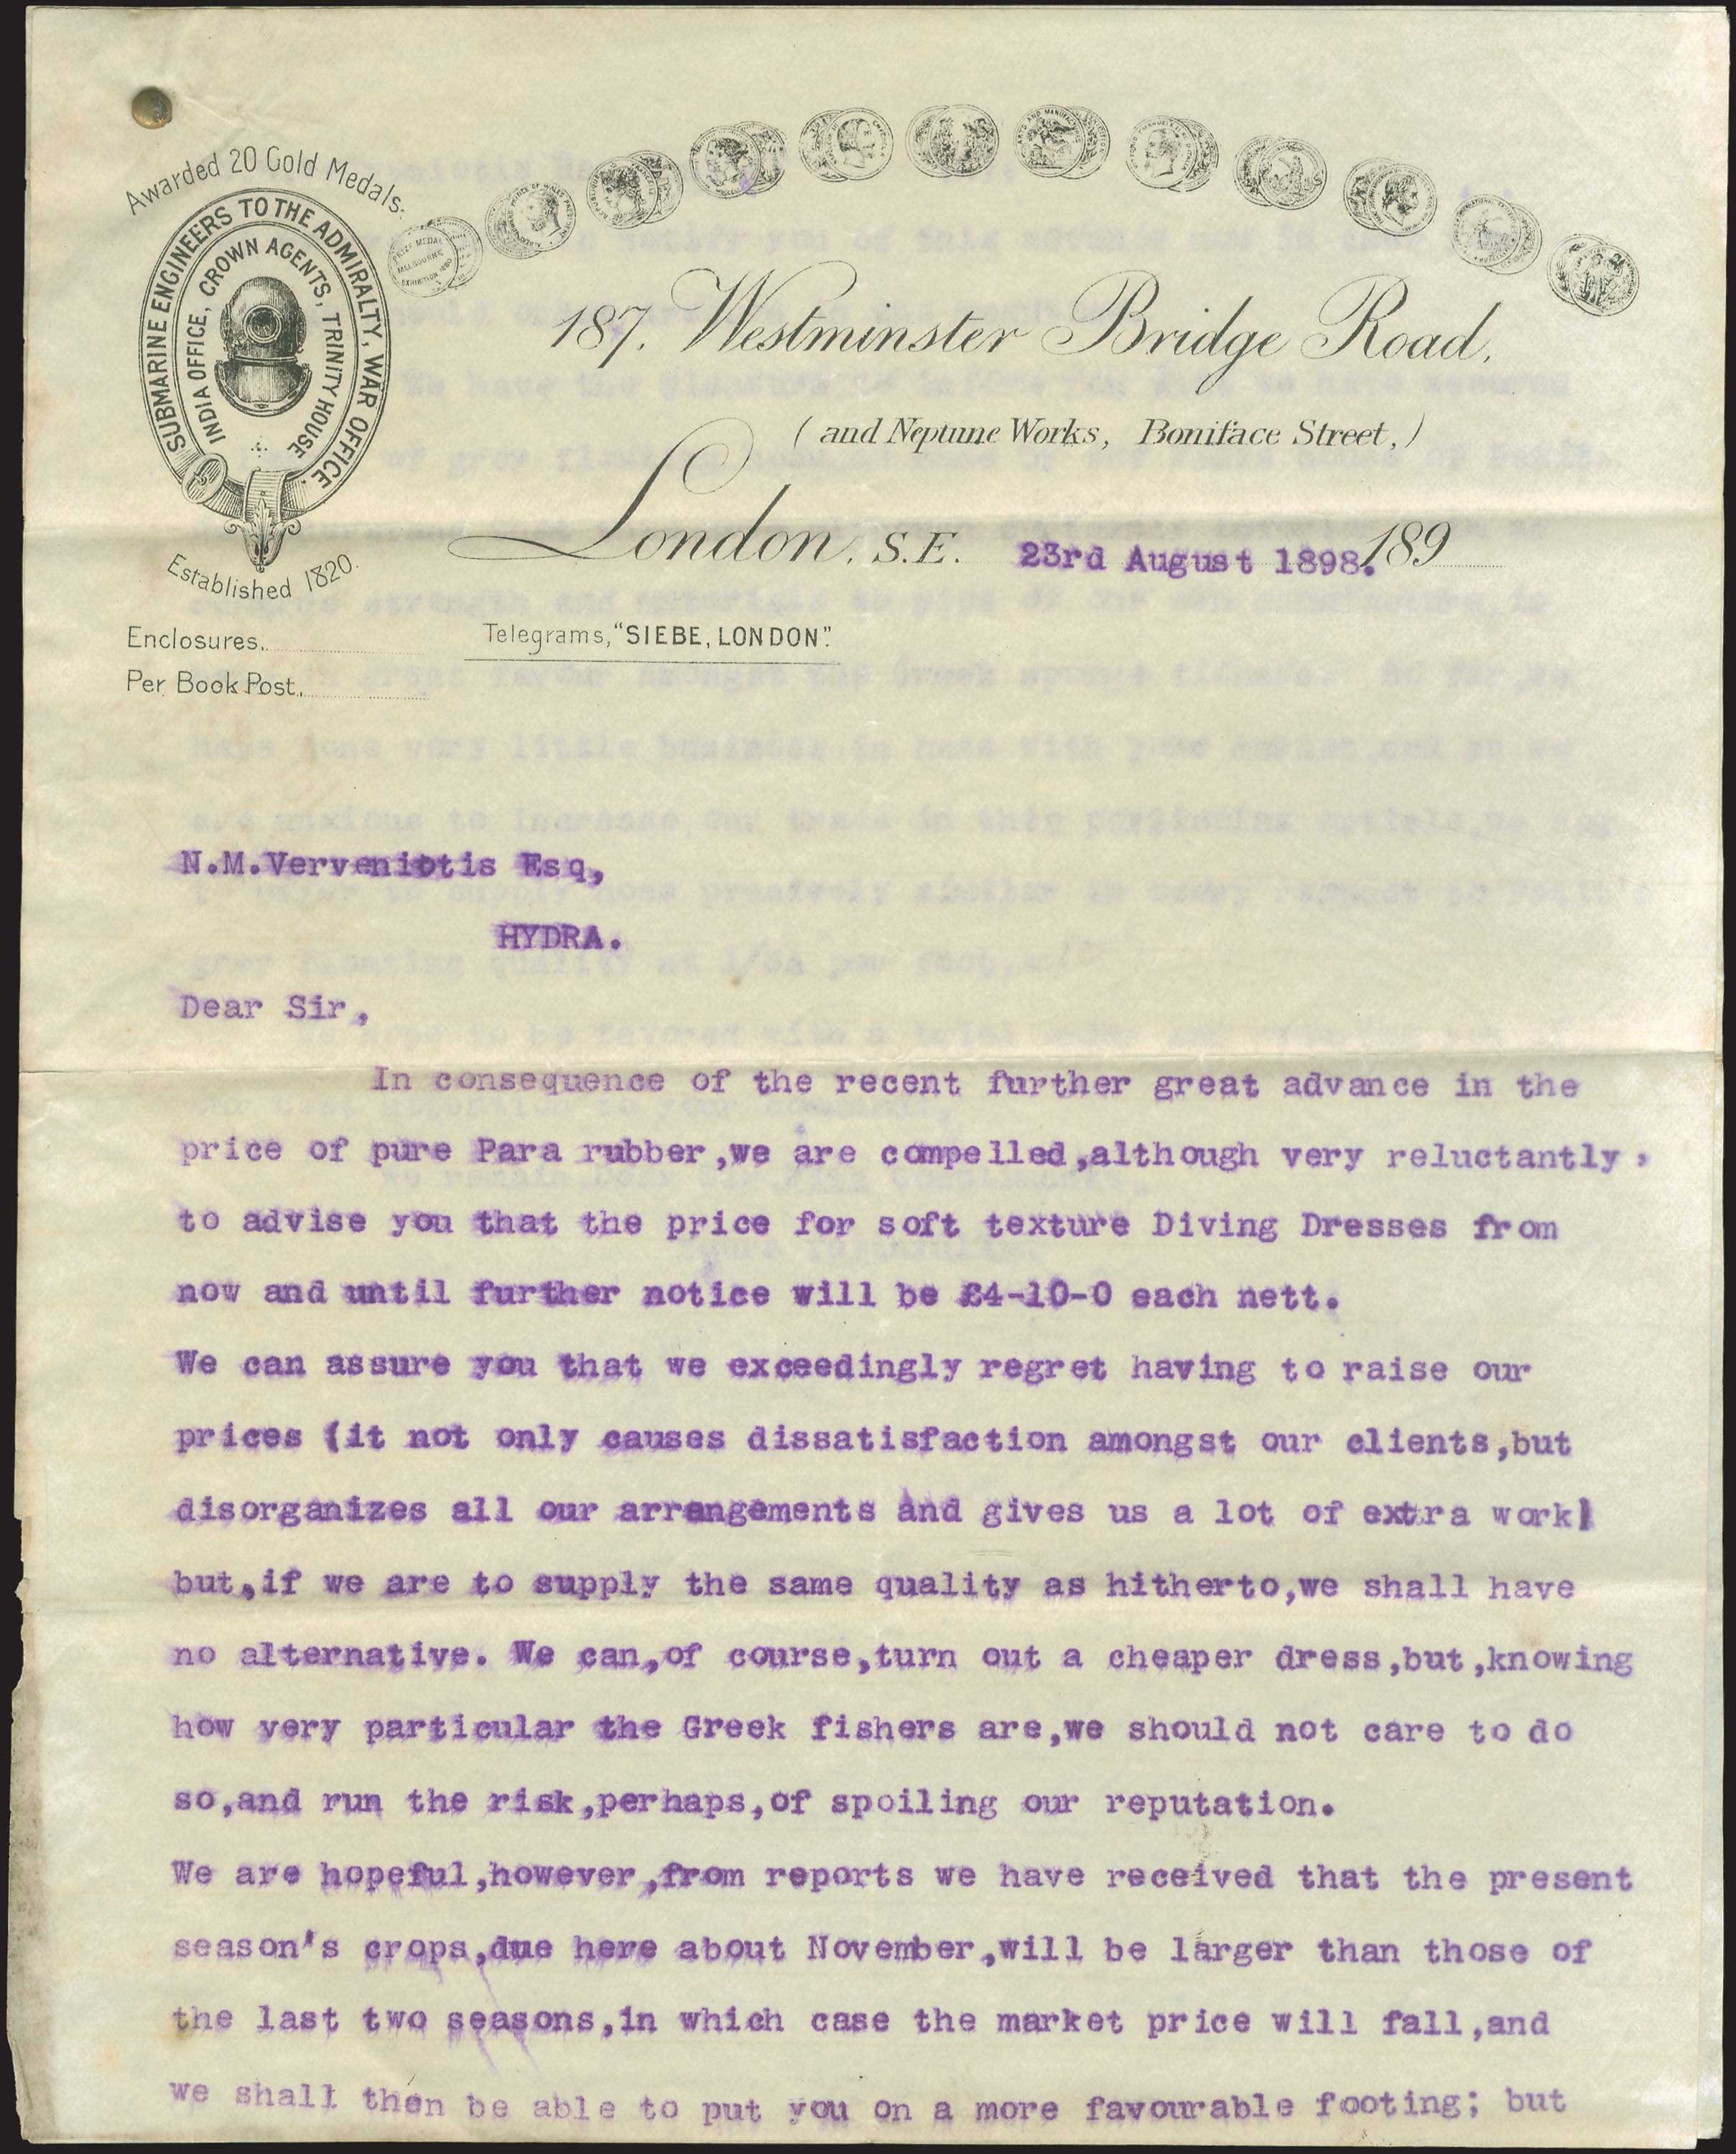 Awarded 20 Gold Medals:
SUBMARINE ENGINEERS TO THE ADMIRALTY, WAR OFFICE,
INDIA OFFICE, CROWN AGENTS, TRINITY HOUSE
Established 1820.
187, Westminster Bridge Road,
( and Neptune Works, Boniface Street, )
London, S.E. 23rd August 1898. 189
Enclosures,
Telegrams, "SIEBE, LONDON".
Per Book Post,
N.M.Verveniotis Esq,
HYDRA.
Dear Sir,
In consequence of the recent further great advance in the
price of pure Para rubber,we are compelled,although very reluctantly,
to advise you that the price for soft texture Diving Dresses from
now and until further notice will be £4-10-0 each nett.
We can assure you that we exceedingly regret having to raise our
prices (it not only causes dissatisfaction amongst our clients,but
disorganizes all our arrangements and gives us a lot of extra work)
but,if we are to supply the same quality as hitherto,we shall have
no alternative. We can,of course,turn out a cheaper dress,but,knowing
how very particular the Greek fishers are,we should not care to do
so,and run the risk,perhaps,of spoiling our reputation.
We are hopeful,however,from reports we have received that the present
season's crops,due here about November,will be larger than those of
the last two seasons,in which case the market price will fall,and
we shall then be able to put you on a more favourable footing; but